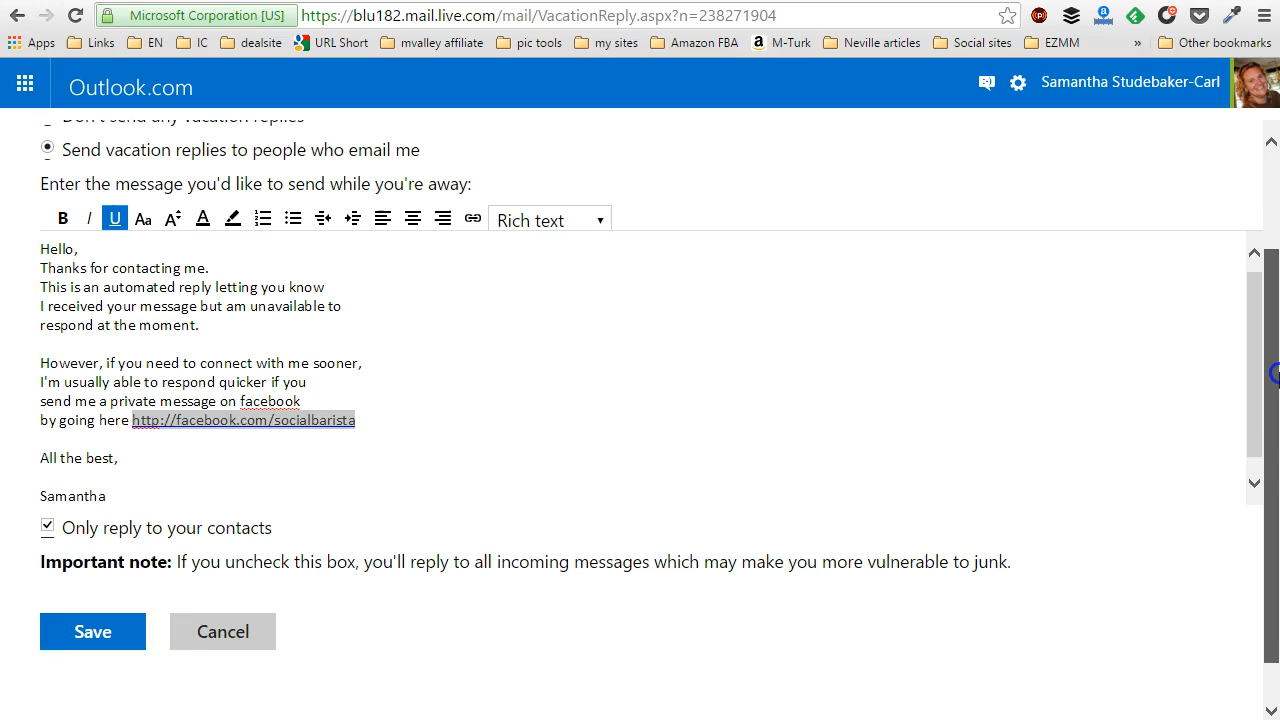 Microsoft Corporation [US] https://blu182.mail.live.com/mail/VacationReply.aspx?n=238271904
Apps Links EN IC dealsite URL Short mvalley affiliate pic tools my sites Amazon FBA a M-Turk Neville articles Social sites EZMM » Other bookmarks
Outlook.com Samantha Studebaker-Carl
Don't send any vacation replies
Send vacation replies to people who email me
Enter the message you'd like to send while you're away:
B I U Aa A A Rich text
Hello,
Thanks for contacting me.
This is an automated reply letting you know
I received your message but am unavailable to
respond at the moment.
However, if you need to connect with me sooner,
I'm usually able to respond quicker if you
send me a private message on facebook
by going here http://facebook.com/socialbarista
All the best,
Samantha
Only reply to your contacts
Important note: If you uncheck this box, you'll reply to all incoming messages which may make you more vulnerable to junk.
Save Cancel